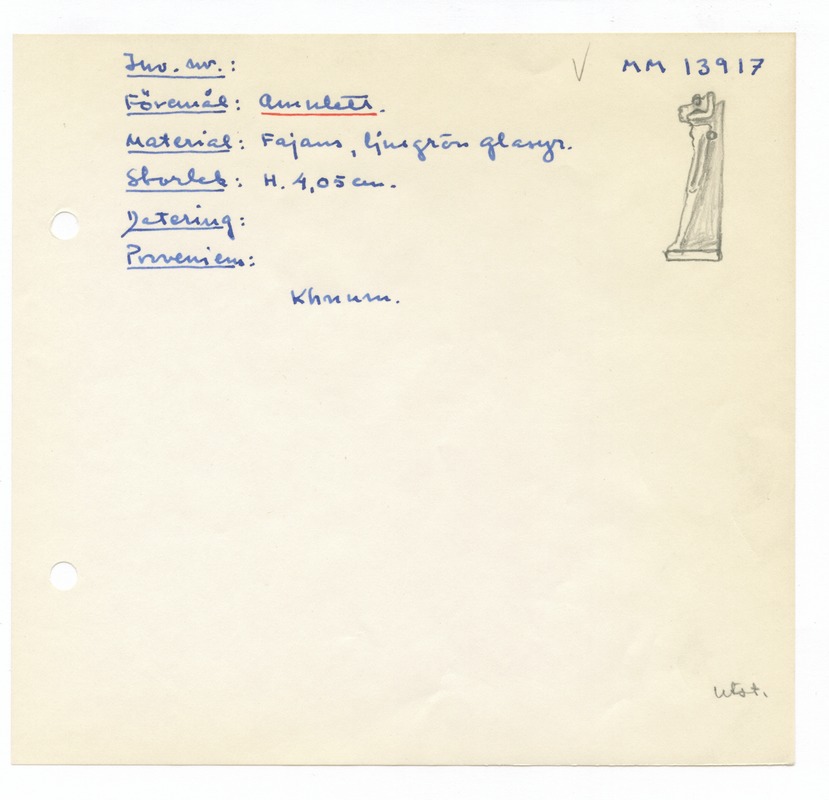 Inv. nr.: MM 13917
Föremål: Amulett.
Material: Fajans, ljusgrön glasyr.
Storlek: H. 4,05 cm.
Datering:
Proveniens:
Khnum.
Utst.